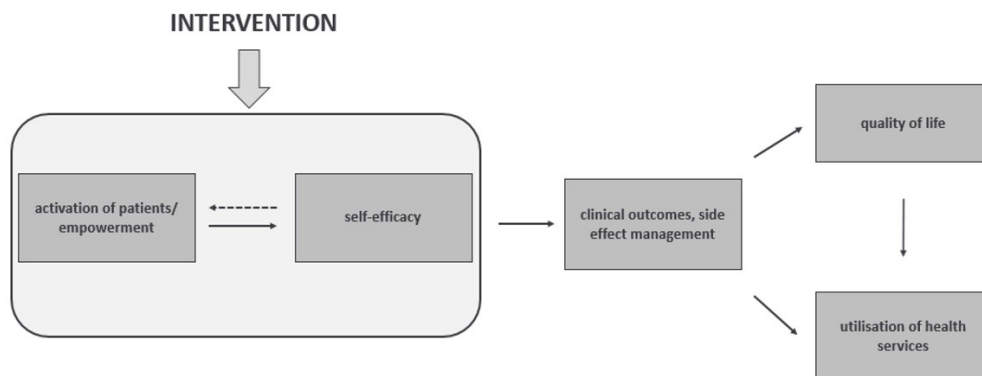 INTERVENTION
activation of patients/
empowerment
self-efficacy
clinical outcomes, side
effect management
quality of life
utilisation of health
services